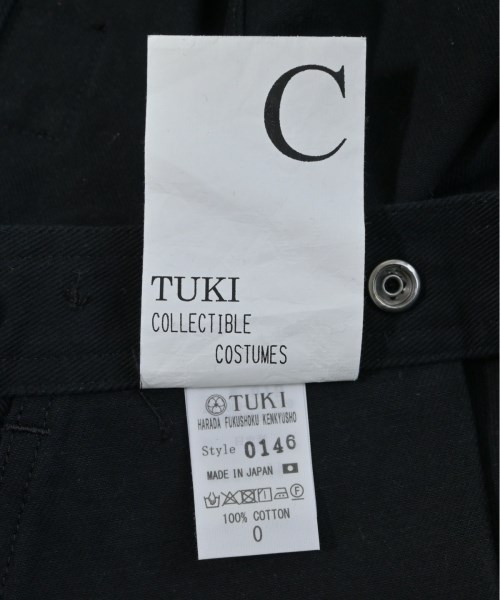 C
TUKI
COLLECTIBLE
COSTUMES
TUKI
HARADA FUKUSHOKU KENKYUSHO
Style 0146
MADE IN JAPAN
100% COTTON
0